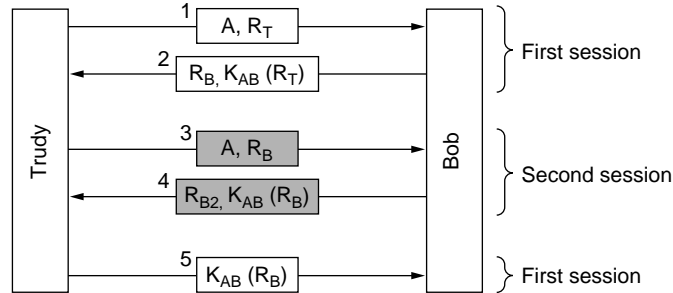 1
A, R_T
First session
2
R_B, K_AB (R_T)
Trudy
Bob
3
A, R_B
Second session
4
R_B2, K_AB (R_B)
5
K_AB (R_B)
First session